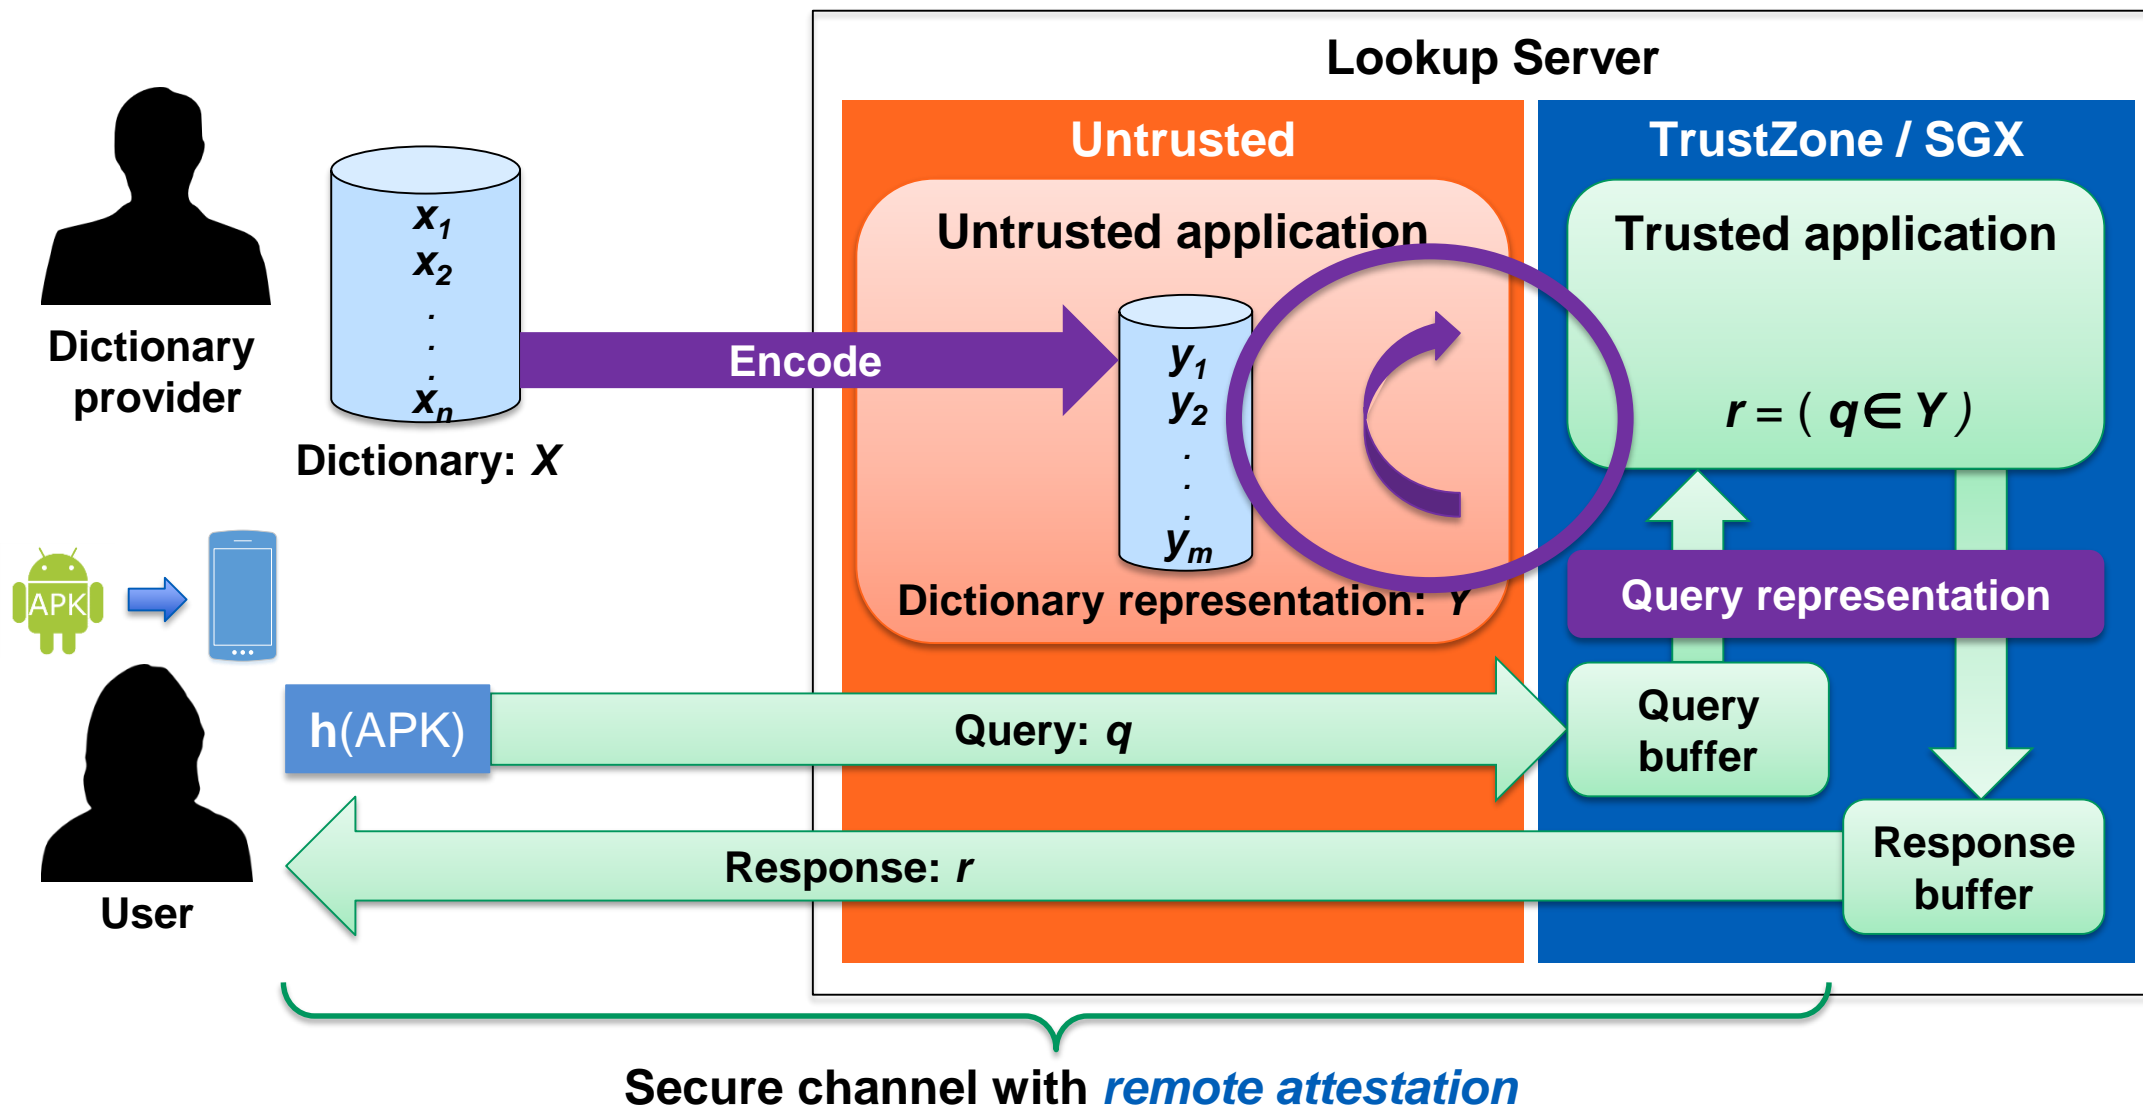 Lookup Server
Untrusted
TrustZone / SGX
Untrusted application
Trusted application
x1
x2
.
.
.
xn
Dictionary
provider
Dictionary: X
Encode
y1
y2
.
.
.
ym
Dictionary representation: Y
r = ( q∈ Y )
Query representation
APK
h(APK)
Query: q
Query
buffer
Response: r
Response
buffer
User
Secure channel with remote attestation